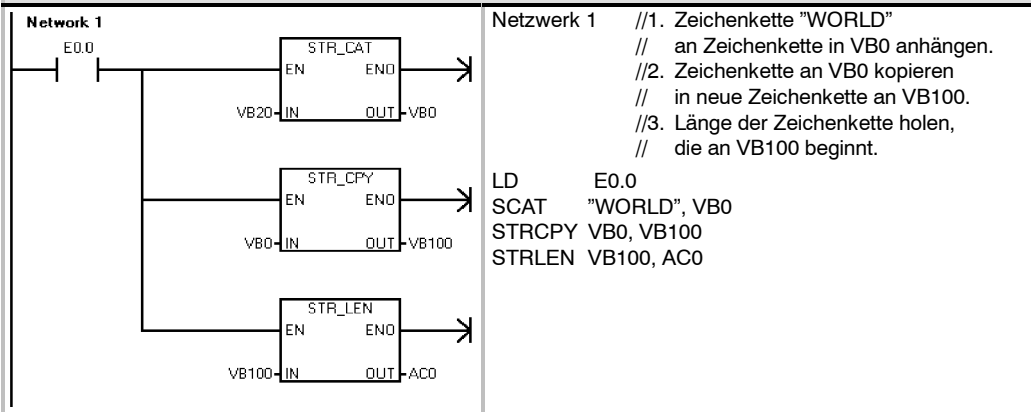 Network 1
E0.0
STR_CAT
EN ENO
VB20 IN OUT VB0
STR_CPY
EN ENO
VB0 IN OUT VB100
STR_LEN
EN ENO
VB100 IN OUT AC0
Netzwerk 1 //1. Zeichenkette ”WORLD”
// an Zeichenkette in VB0 anhängen.
//2. Zeichenkette an VB0 kopieren
// in neue Zeichenkette an VB100.
//3. Länge der Zeichenkette holen,
// die an VB100 beginnt.
LD E0.0
SCAT ”WORLD”, VB0
STRCPY VB0, VB100
STRLEN VB100, AC0